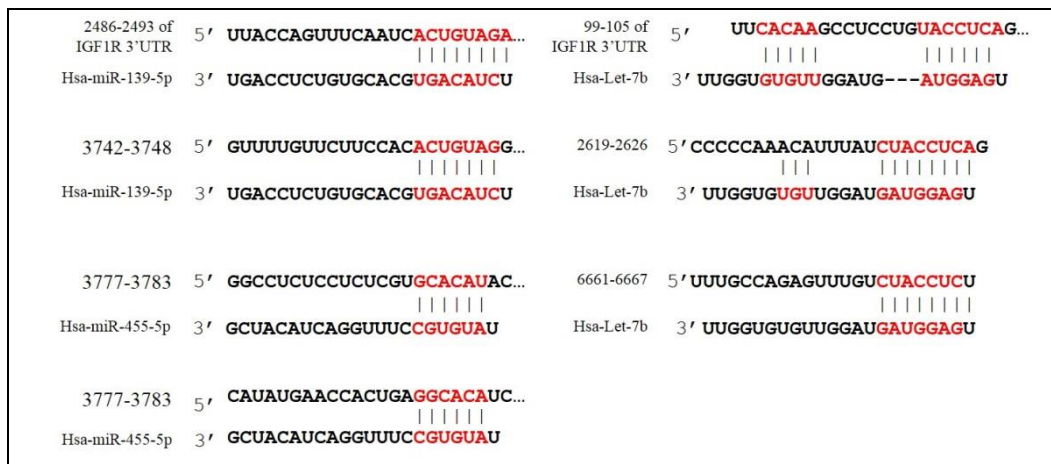 2486-2493 of
IGF1R 3'UTR
5' UUACCAGUUUCAAUCACUGUAGA...
Hsa-miR-139-5p 3' UGACCUCUGUGCACGUGACAUCU
3742-3748 5' GUUUUGUUCUUCCACACUGUAGG...
Hsa-miR-139-5p 3' UGACCUCUGUGCACGUGACAUCU
3777-3783 5' GGCCUCUCCUCUCGUGCACAUAC...
Hsa-miR-455-5p 3' GCUACAUCAGGUUUCCGUGUAU
3777-3783 5' CAUAUGAACCACUGAGGCACAUC...
Hsa-miR-455-5p 3' GCUACAUCAGGUUUCCGUGUAU
99-105 of
IGF1R 3'UTR
5' UUCACAAGCCUCCUGUACCUCAG...
Hsa-Let-7b 3' UUGGUGUGUUGGAUG---AUGGAGU
2619-2626 5' CCCCCAAACAUUUAUCUACCUCAG
Hsa-Let-7b 3' UUGGUGUGUUGGAUGAUGGAGU
6661-6667 5' UUUGCCAGAGUUUGUCUACCUCU
Hsa-Let-7b 3' UUGGUGUGUUGGAUGAUGGAGU